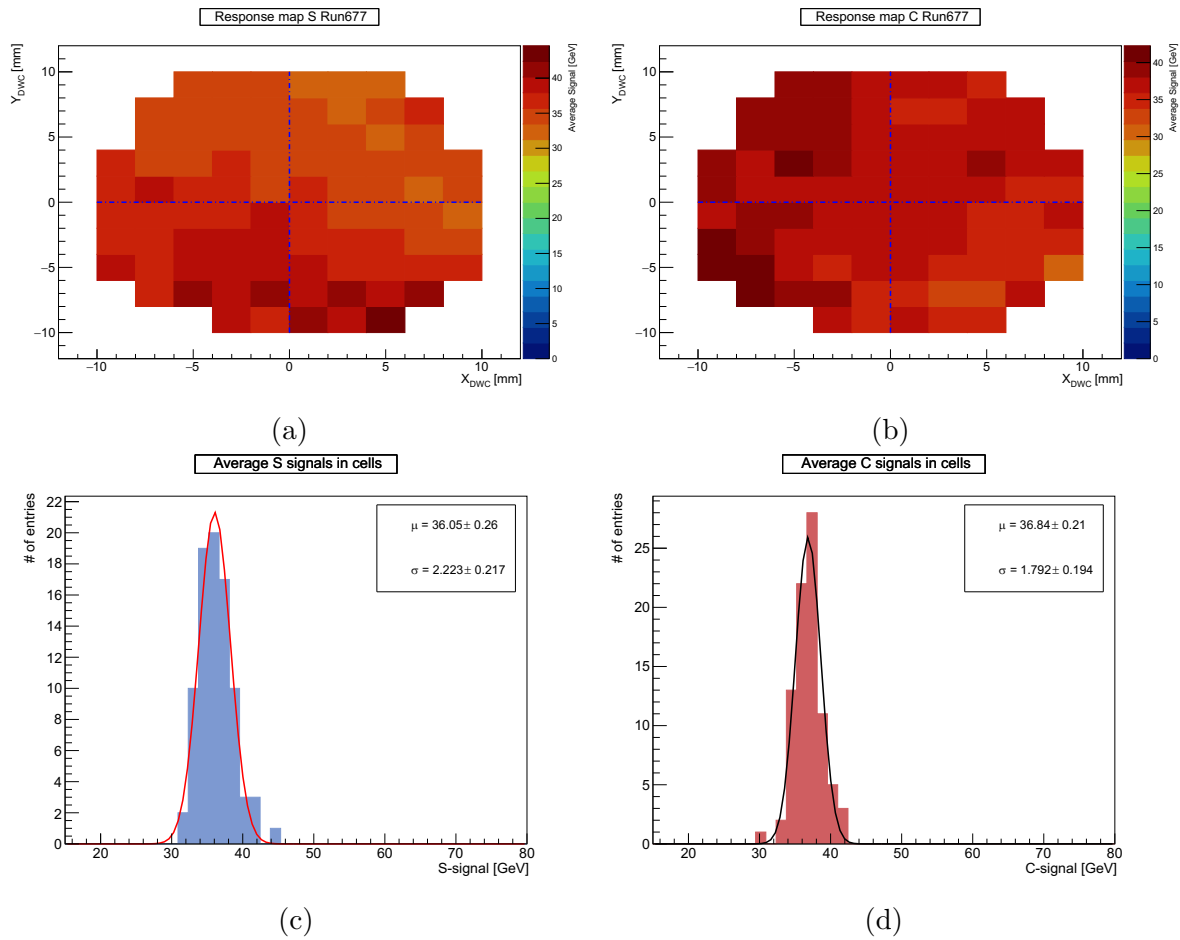 Response map S Run677
Y_DWC [mm]
10
5
0
−5
−10
−10 −5 0 5 10
X_DWC [mm]
40
35
30
25
20
15
10
5
0
Average Signal [GeV]
(a)
Response map C Run677
Y_DWC [mm]
10
5
0
−5
−10
−10 −5 0 5 10
X_DWC [mm]
40
35
30
25
20
15
10
5
0
Average Signal [GeV]
(b)
Average S signals in cells
# of entries
22
20
18
16
14
12
10
8
6
4
2
0
μ = 36.05± 0.26
σ = 2.223± 0.217
20 30 40 50 60 70 80
S-signal [GeV]
(c)
Average C signals in cells
# of entries
25
20
15
10
5
0
μ = 36.84± 0.21
σ = 1.792± 0.194
20 30 40 50 60 70 80
C-signal [GeV]
(d)